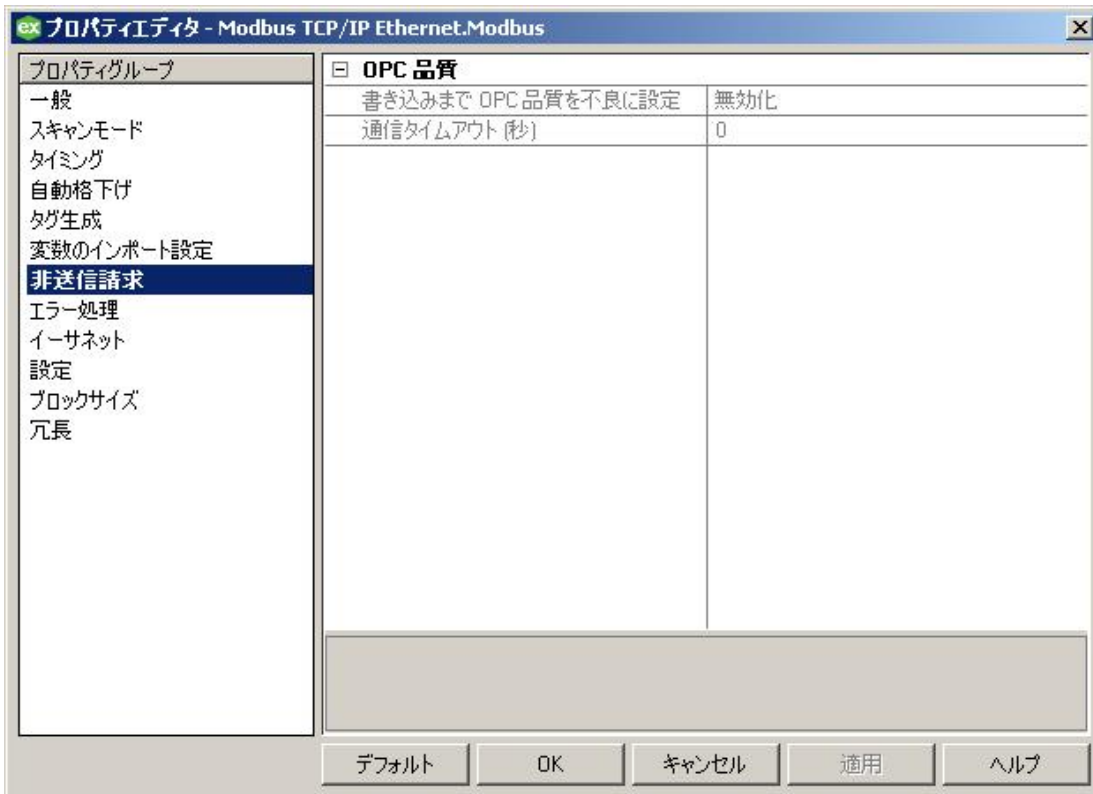 ex プロパティエディタ - Modbus TCP/IP Ethernet.Modbus
プロパティグループ
一般
スキャンモード
タイミング
自動格下げ
タグ生成
変数のインポート設定
非送信請求
エラー処理
イーサネット
設定
ブロックサイズ
冗長
OPC 品質
書き込みまで OPC 品質を不良に設定 無効化
通信タイムアウト (秒) 0
デフォルト OK キャンセル 適用 ヘルプ